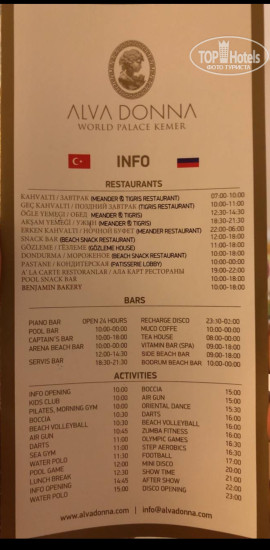 TOP Hotels
ФОТО ТУРИСТА
ALVA DONNA
WORLD PALACE KEMER
INFO
RESTAURANTS
KAHVALTI / ЗАВТРАК (MEANDER & TIGRIS RESTAURANT) 07:00-10:00
GEÇ KAHVALTI / ПОЗДНИЙ ЗАВТРАК (TIGRIS RESTAURANT) 10:00-11:00
ÖĞLE YEMEĞİ / ОБЕД (MEANDER & TIGRIS) 12:30-14:30
AKŞAM YEMEĞİ / УЖИН (MEANDER & TIGRIS) 18:30-21:30
ERKEN KAHVALTI / НОЧНОЙ БУФЕТ (MEANDER RESTAURANT) 22:00-06:00
SNACK BAR (BEACH SNACK RESTAURANT) 12:00-18:00
GÖZLEME / ГЕЗЛЕМЕ (GÖZLEME HOUSE) 11:00-18:00
DONDURMA / МОРОЖЕНОЕ (BEACH SNACK RESTAURANT) 10:00-18:00
PASTANE / КОНДИТЕРСКАЯ (PATISSERIE LOBBY) 10:00-00:00
A' LA CARTE RESTORANLAR / АЛА КАРТ РЕСТОРАНЫ 19:00-22:00
POOL SNACK BAR 10:00-18:00
BENJAMIN BAKERY 10:00-18:00
BARS
PIANO BAR OPEN 24 HOURS RECHARGE DISCO 23:10-02:00
POOL BAR 10:00-00:00 MUCO COFFE 10:00-00:00
CAPTAIN'S BAR 10:00-18:00 TEA HOUSE 08:00-00:00
ARENA BEACH BAR 10:00-00:00 VITAMIN BAR (SPA) 09:00-19:00
12:00-14:30 SIDE BEACH BAR 09:00-18:00
SERVIS BAR 18:30-21:30 BODRUM BEACH BAR 10:00-00:00
ACTIVITIES
INFO OPENING 10:00 BOCCIA 15:00
KIDS CLUB 10:00 AIR GUN 15:00
PILATES, MORNING GYM 10:00 ORIENTAL DANCE 15:30
BOCCIA 10:30 DARTS 16:00
BEACH VOLLEYBALL 10:30 BEACH VOLLEYBALL 16:00
AIR GUN 10:30 ZUMBA FITNESS 16:00
DARTS 11:00 OLYMPIC GAMES 16:00
SEA GYM 11:30 STEP AEROBICS 16:30
WATER POLO 11:30 FOOTBALL 17:00
POOL GAME 12:00 MINI DISCO
LUNCH BREAK 12:30 SHOW TIME
INFO OPENING 14:45 AFTER SHOW 21:00
WATER POLO 15:00 DISCO OPENING 22:00
23:00
www.alvadonna.com | info@alvadonna.com